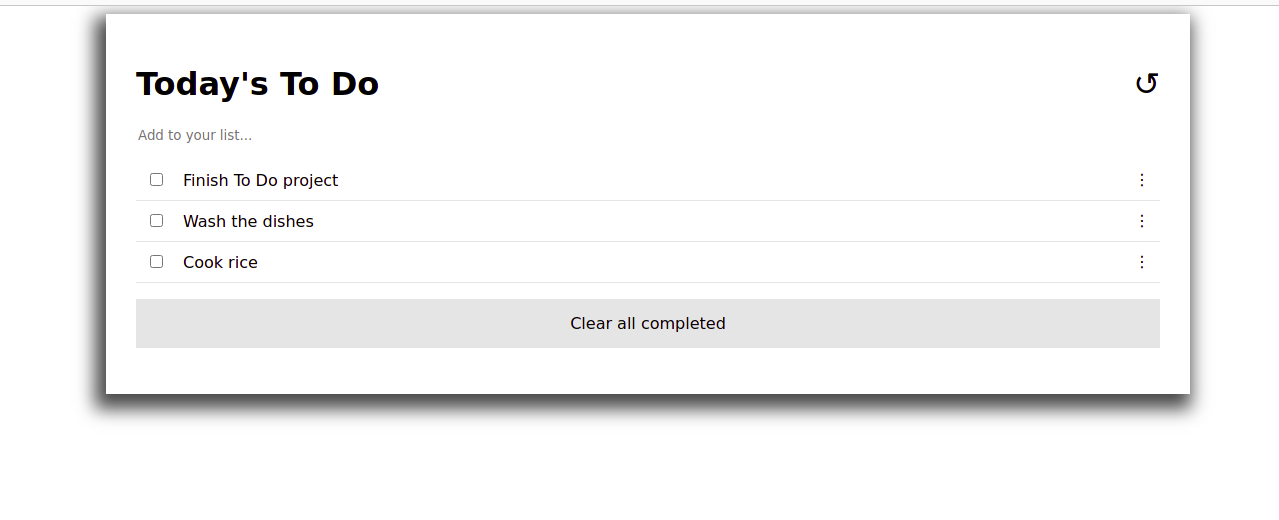 Today's To Do ↺
Add to your list...
Finish To Do project ⋮
Wash the dishes ⋮
Cook rice ⋮
Clear all completed